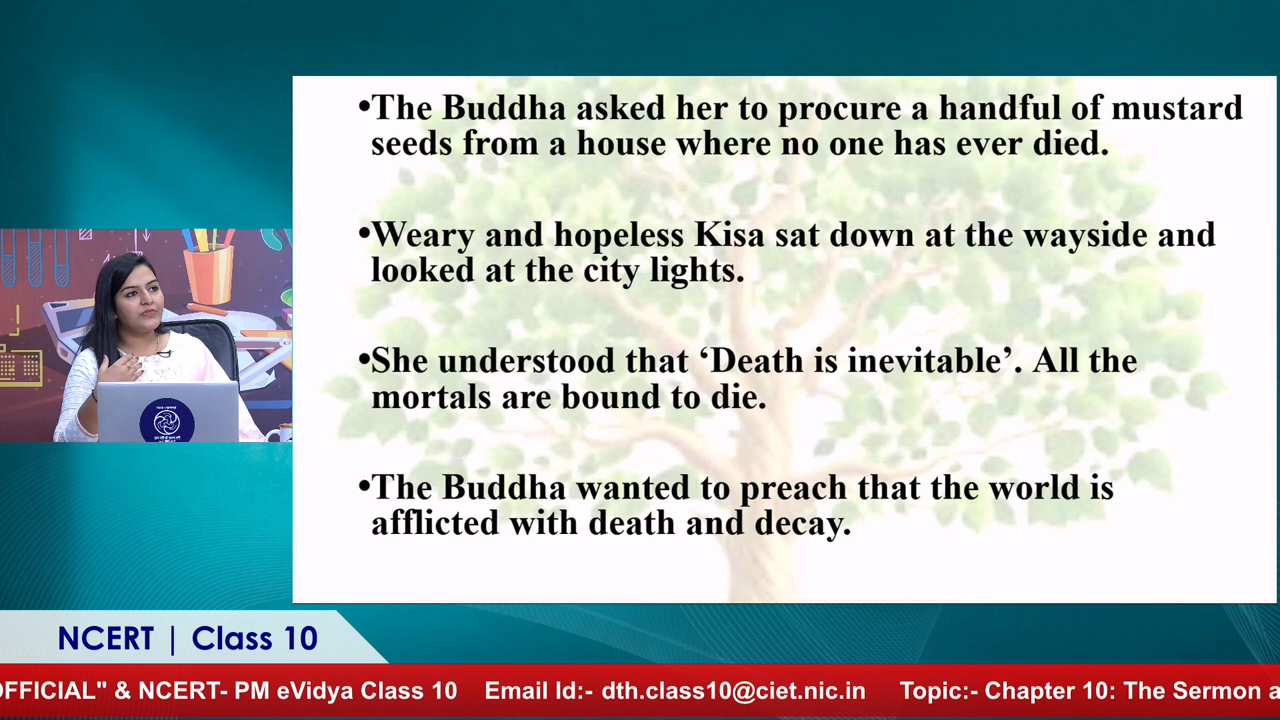 •The Buddha asked her to procure a handful of mustard
seeds from a house where no one has ever died.
•Weary and hopeless Kisa sat down at the wayside and
looked at the city lights.
•She understood that ‘Death is inevitable’. All the
mortals are bound to die.
•The Buddha wanted to preach that the world is
afflicted with death and decay.
NCERT | Class 10
OFFICIAL" & NCERT- PM eVidya Class 10 Email Id:- dth.class10@ciet.nic.in Topic:- Chapter 10: The Sermon a